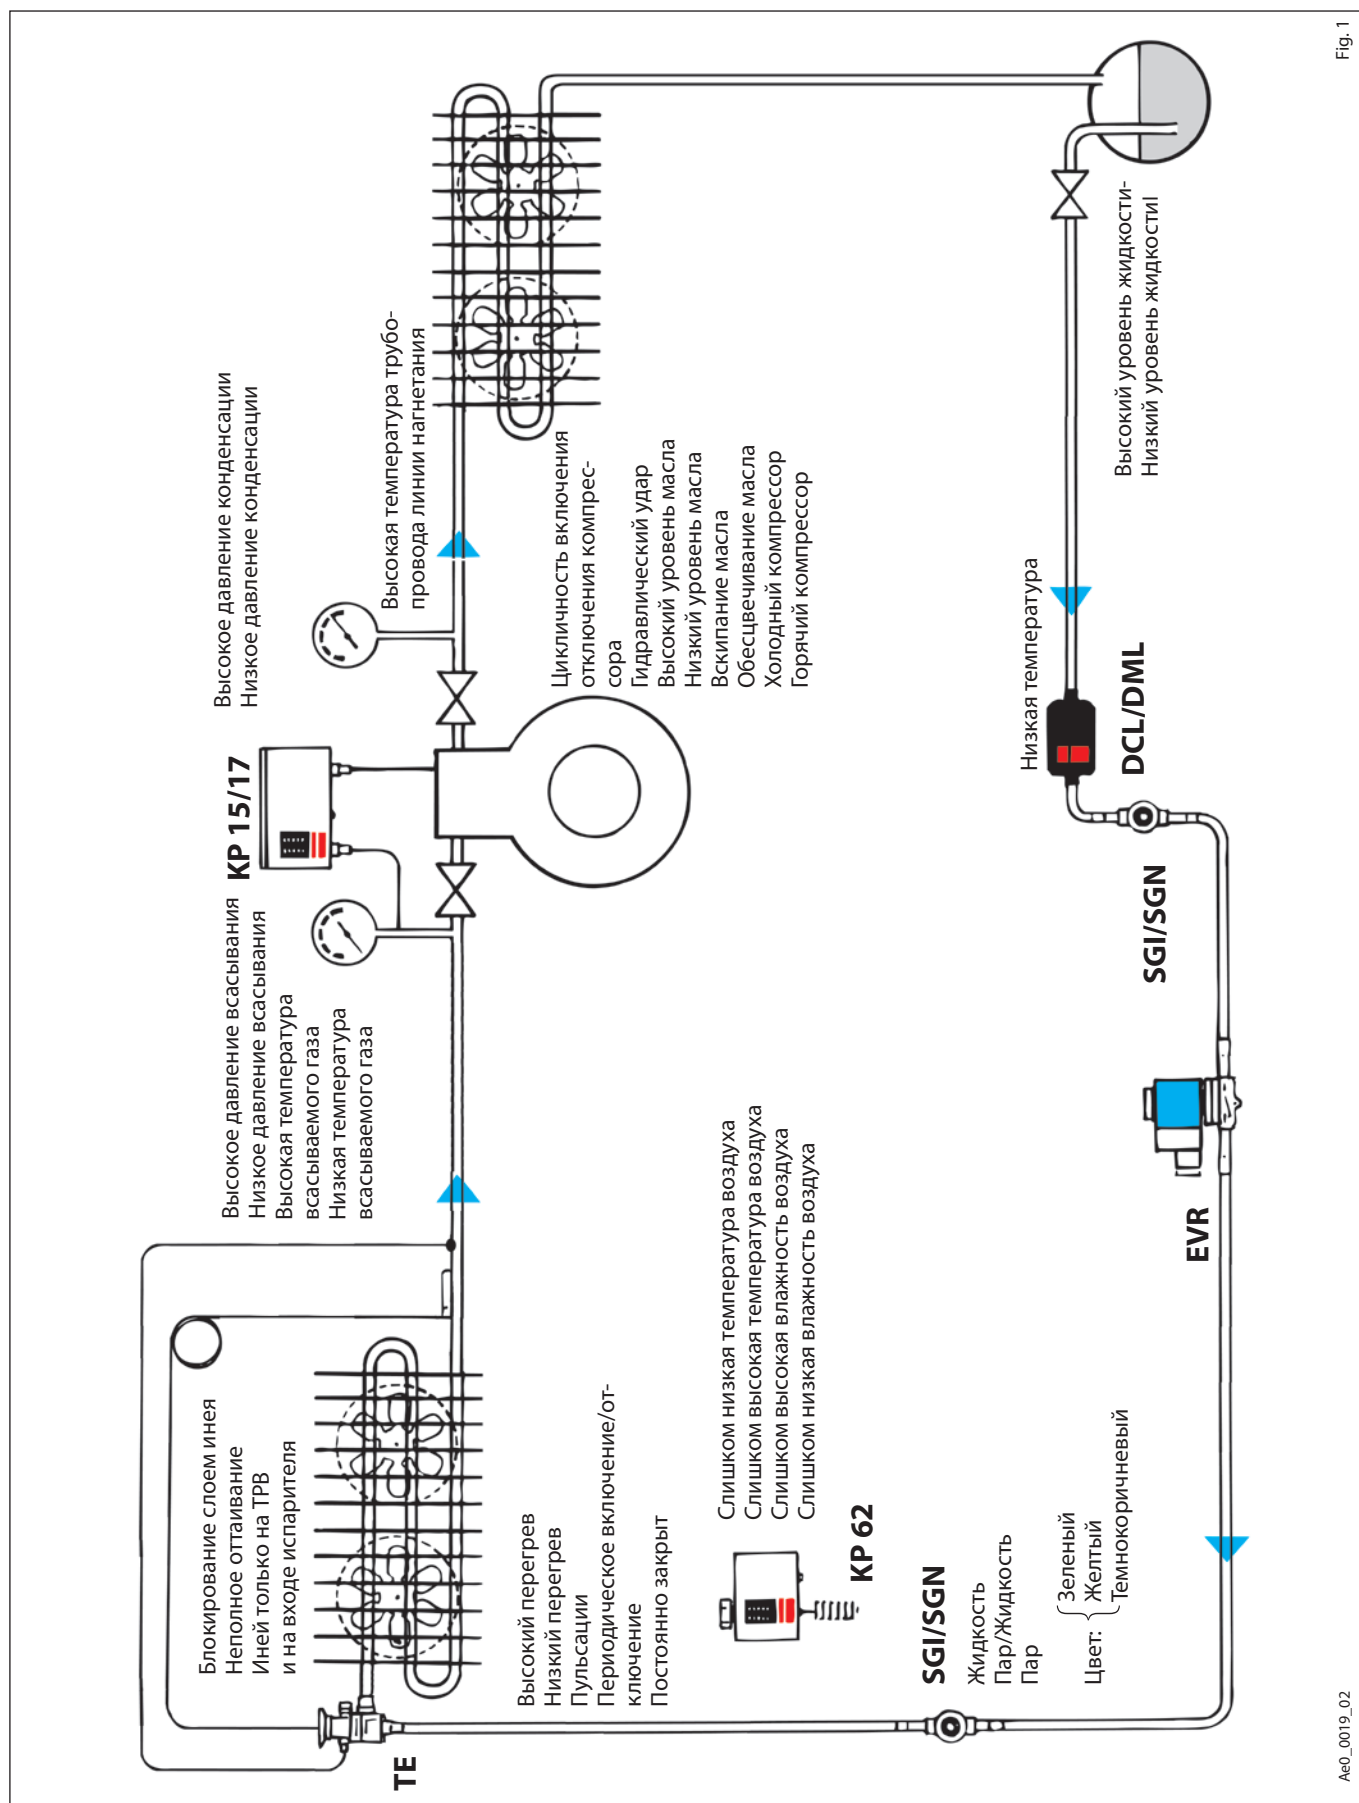 Fig. 1
Высокое давление конденсации
Низкое давление конденсации
KP 15/17
Высокая температура трубо-
провода линии нагнетания
Высокое давление всасывания
Низкое давление всасывания
Высокая температура
всасываемого газа
Низкая температура
всасываемого газа
Блокирование слоем инея
Неполное оттаивание
Иней только на ТРВ
и на входе испарителя
TE
Высокий перегрев
Низкий перегрев
Пульсации
Периодическое включение/от-
ключение
Постоянно закрыт
Цикличность включения
отключения компрес-
сора
Гидравлический удар
Высокий уровень масла
Низкий уровень масла
Вскипание масла
Обесцвечивание масла
Холодный компрессор
Горячий компрессор
Слишком низкая температура воздуха
Слишком высокая температура воздуха
Слишком высокая влажность воздуха
Слишком низкая влажность воздуха
KP 62
SGI/SGN
Жидкость
Пар/Жидкость
Пар
Цвет:
Зеленый
Желтый
Темнокоричневый
Низкая температура
DCL/DML
SGI/SGN
EVR
Высокий уровень жидкости-
Низкий уровень жидкостиl
Ae0_0019_02